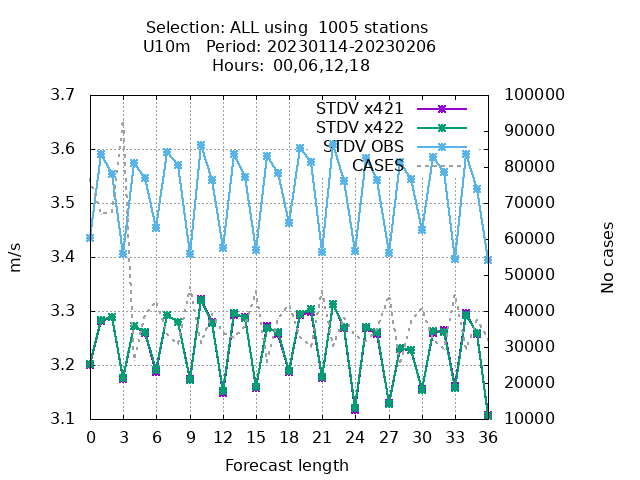 Selection: ALL using  1005 stations
U10m   Period: 20230114-20230206
Hours:  00,06,12,18
3.7
3.6
3.5
3.4
3.3
3.2
3.1
m/s
STDV x421
STDV x422
STDV OBS
CASES
100000
90000
80000
70000
60000
50000
40000
30000
20000
10000
No cases
0 3 6 9 12 15 18 21 24 27 30 33 36
Forecast length